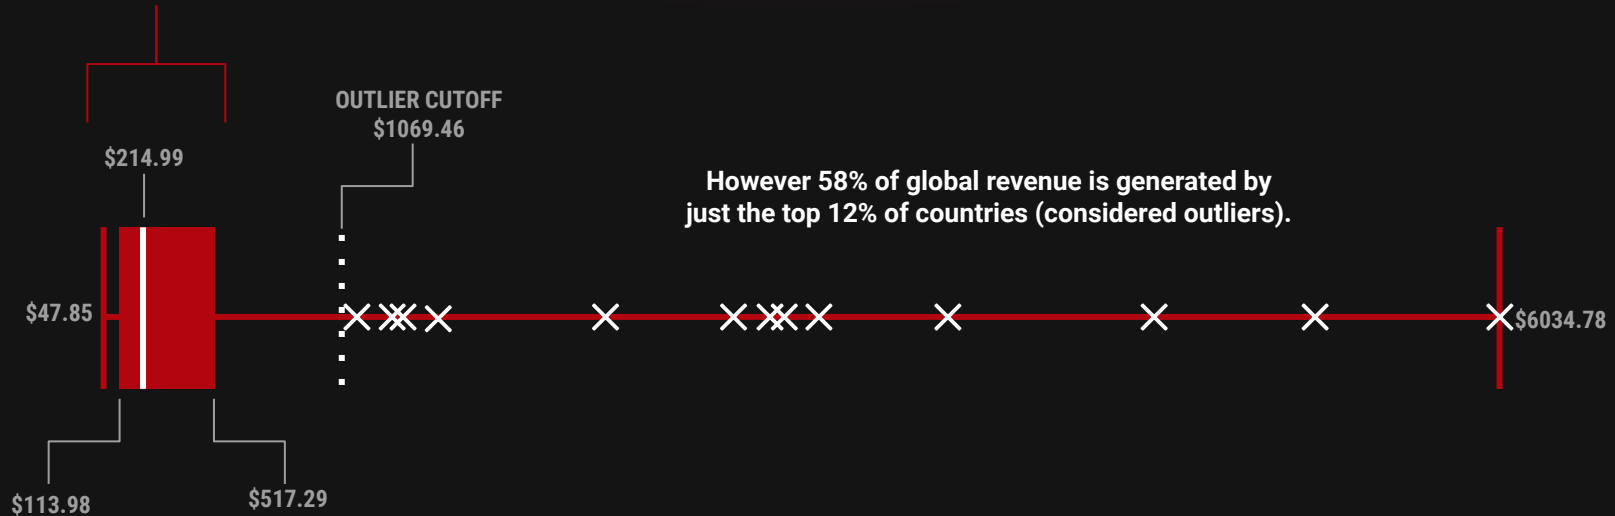 OUTLIER CUTOFF
$1069.46
$214.99
However 58% of global revenue is generated by
just the top 12% of countries (considered outliers).
$47.85
$6034.78
$113.98
$517.29